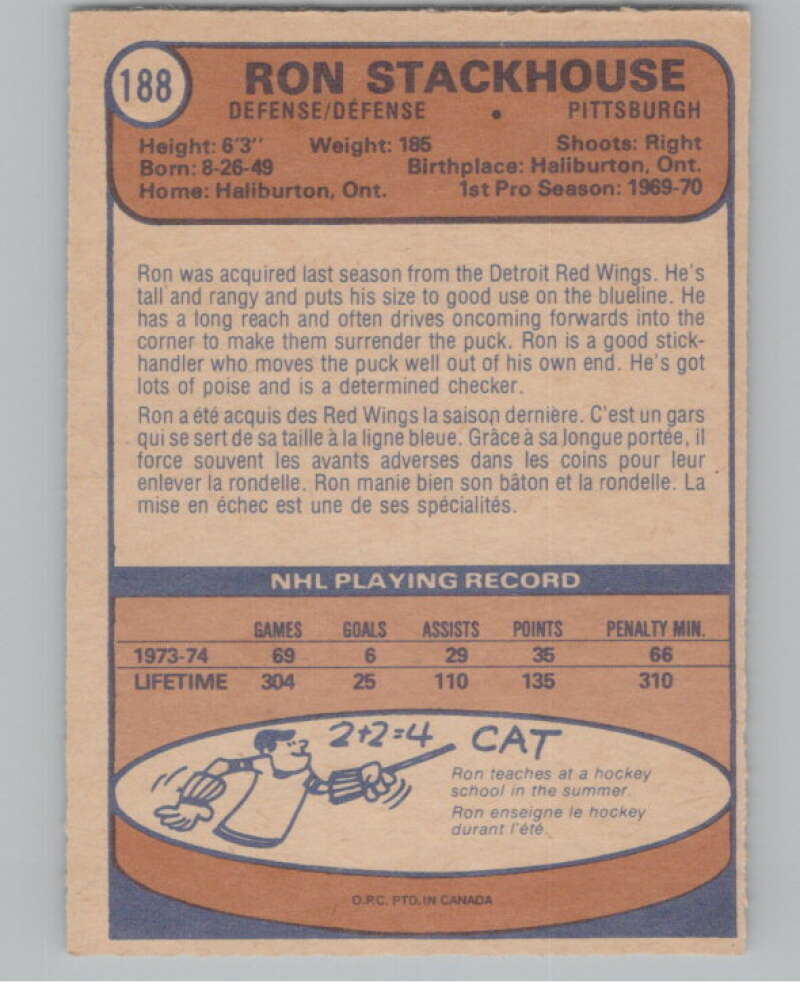 188
RON STACKHOUSE
DEFENSE/DÉFENSE • PITTSBURGH
Height: 6'3'' Weight: 185 Shoots: Right
Born: 8-26-49 Birthplace: Haliburton, Ont.
Home: Haliburton, Ont. 1st Pro Season: 1969-70
Ron was acquired last season from the Detroit Red Wings. He's
tall and rangy and puts his size to good use on the blueline. He
has a long reach and often drives oncoming forwards into the
corner to make them surrender the puck. Ron is a good stick-
handler who moves the puck well out of his own end. He's got
lots of poise and is a determined checker.
Ron a été acquis des Red Wings la saison dernière. C'est un gars
qui se sert de sa taille à la ligne bleue. Grâce à sa longue portée, il
force souvent les avants adverses dans les coins pour leur
enlever la rondelle. Ron manie bien son bâton et la rondelle. La
mise en échec est une de ses spécialités.
NHL PLAYING RECORD
GAMES GOALS ASSISTS POINTS PENALTY MIN.
1973-74 69 6 29 35 66
LIFETIME 304 25 110 135 310
2+2=4 CAT
Ron teaches at a hockey
school in the summer.
Ron enseigne le hockey
durant l'été.
O.P.C. PTD. IN CANADA